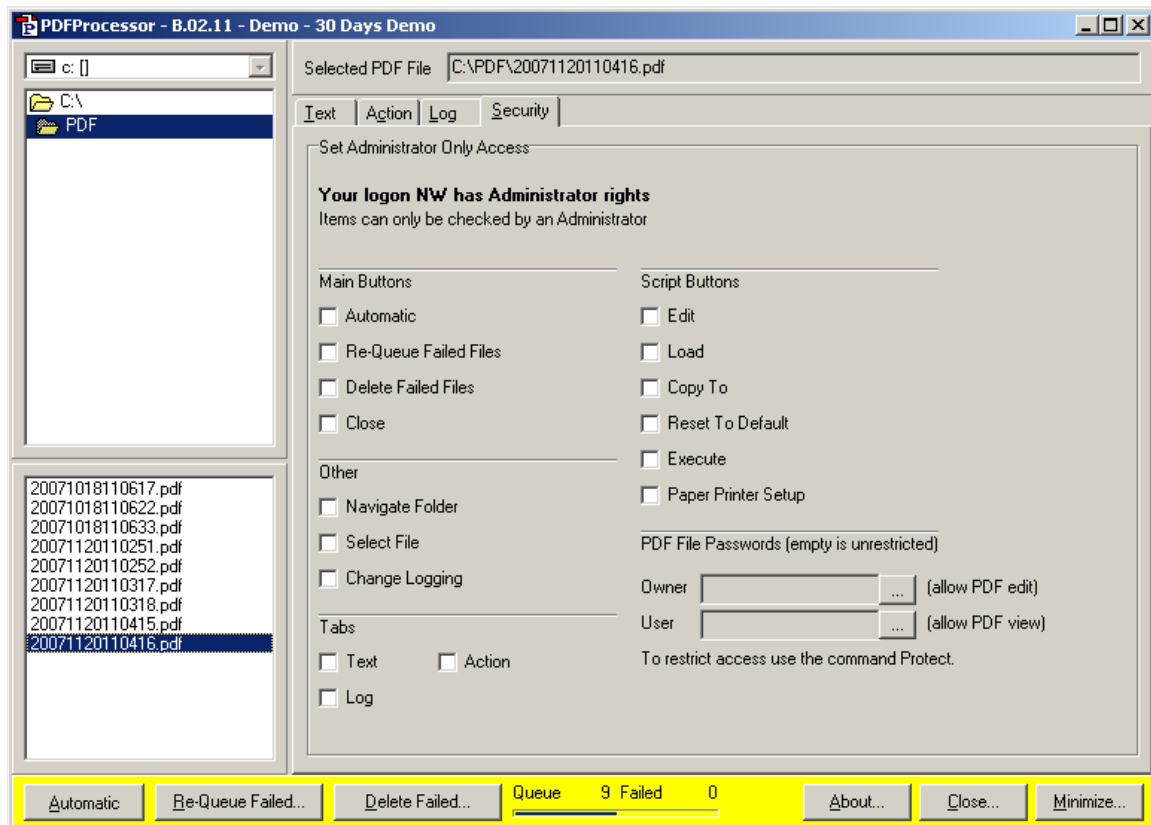 PDFProcessor - B.02.11 - Demo - 30 Days Demo
c: []
C:\
PDF
20071018110617.pdf
20071018110622.pdf
20071018110633.pdf
20071120110251.pdf
20071120110252.pdf
20071120110317.pdf
20071120110318.pdf
20071120110415.pdf
20071120110416.pdf
Selected PDF File C:\PDF\20071120110416.pdf
Text Action Log Security
Set Administrator Only Access
Your logon NW has Administrator rights
Items can only be checked by an Administrator
Main Buttons
Automatic
Re-Queue Failed Files
Delete Failed Files
Close
Other
Navigate Folder
Select File
Change Logging
Tabs
Text Action
Log
Script Buttons
Edit
Load
Copy To
Reset To Default
Execute
Paper Printer Setup
PDF File Passwords (empty is unrestricted)
Owner ... (allow PDF edit)
User ... (allow PDF view)
To restrict access use the command Protect.
Automatic Re-Queue Failed... Delete Failed... Queue 9 Failed 0 About... Close... Minimize...